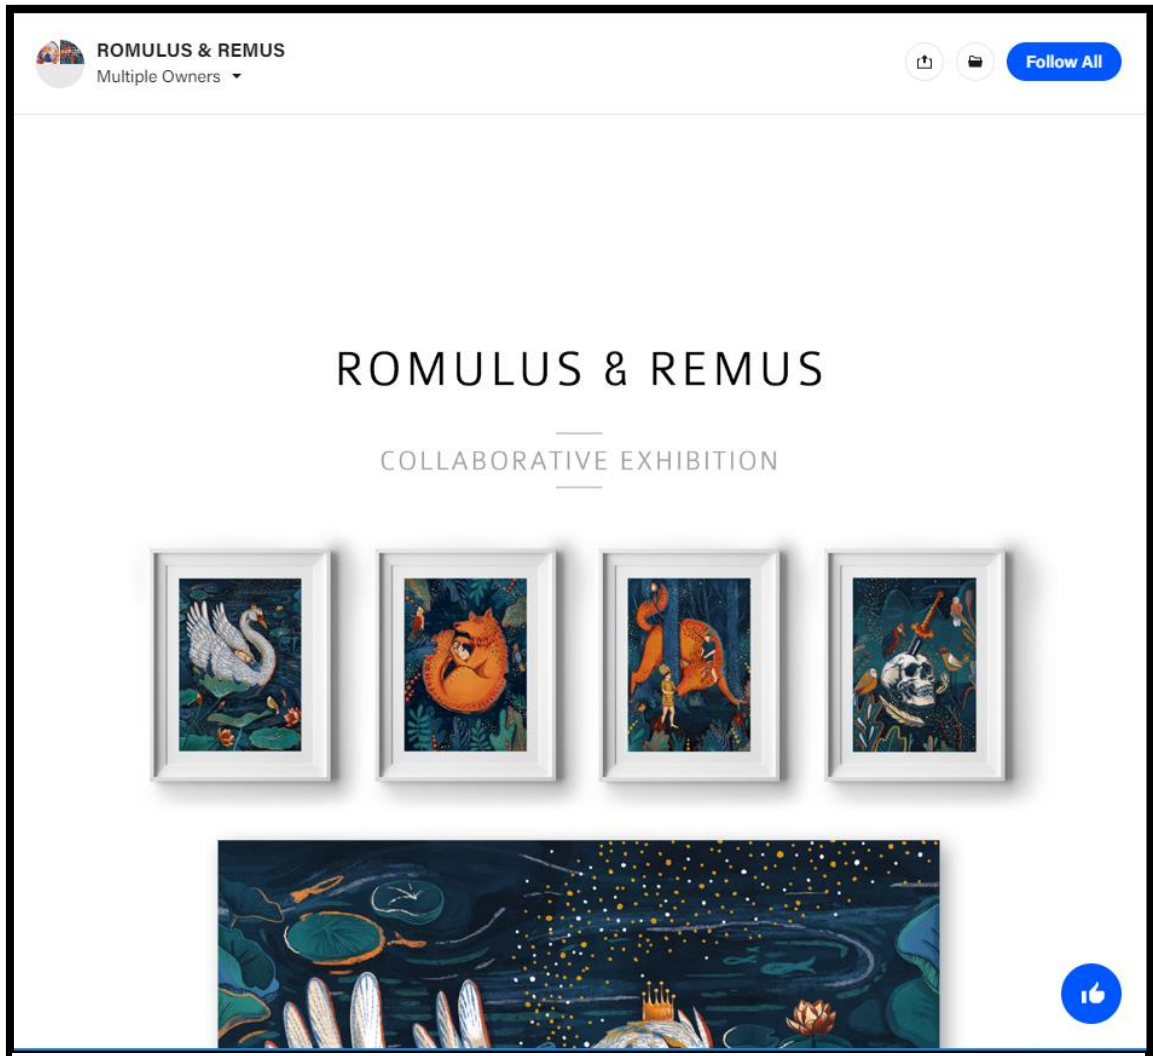 ROMULUS & REMUS
Multiple Owners
Follow All
ROMULUS & REMUS
COLLABORATIVE EXHIBITION